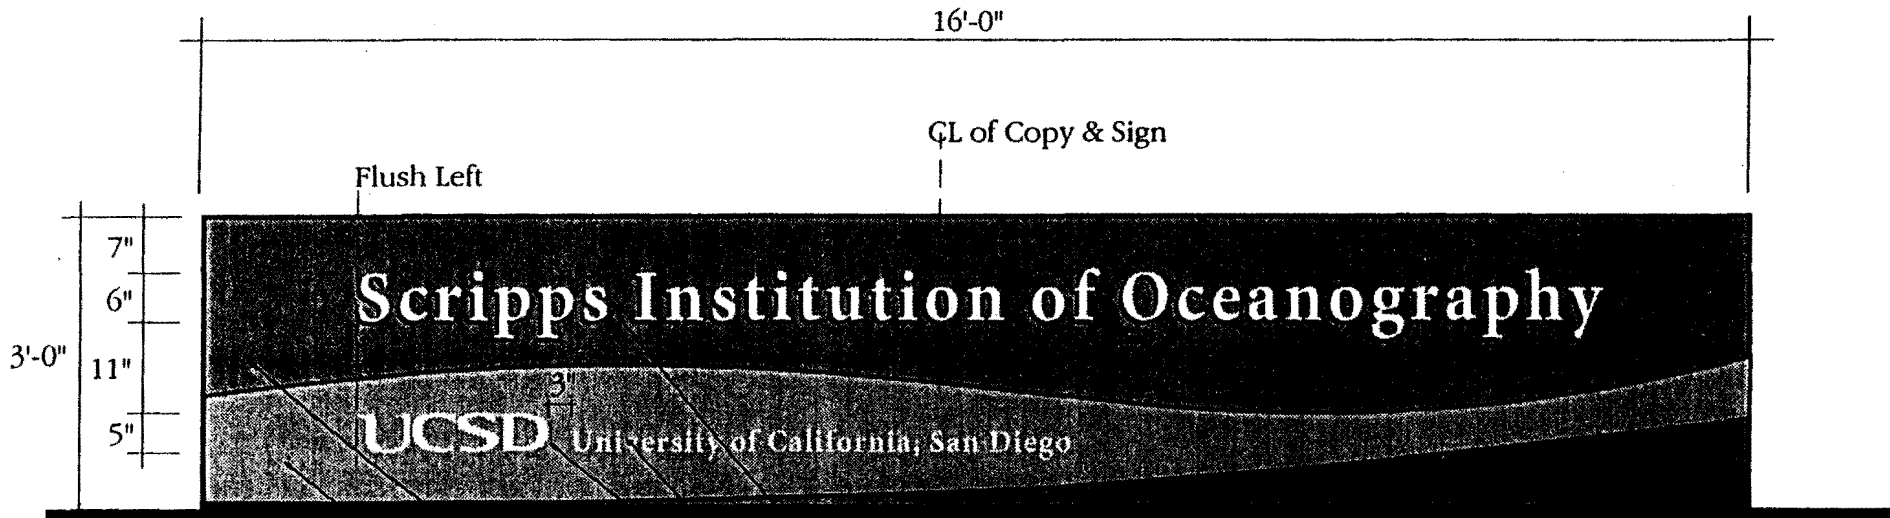 16'-0"
CL of Copy & Sign
Flush Left
7"
6"
3'-0"
11"
5"
Scripps Institution of Oceanography
3"
UCSD University of California, San Diego